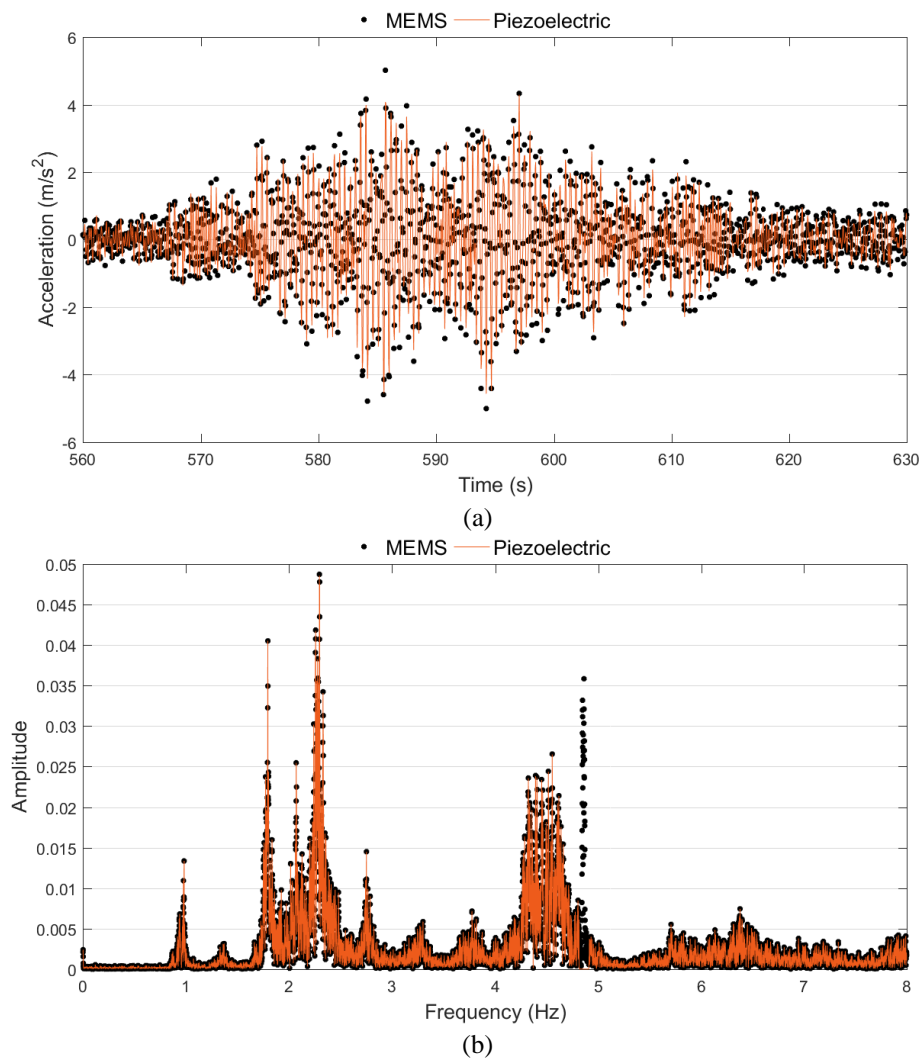 MEMS Piezoelectric
6
4
2
0
-2
-4
-6
Acceleration (m/s²)
560 570 580 590 600 610 620 630
Time (s)
(a)
MEMS Piezoelectric
0.05
0.045
0.04
0.035
0.03
0.025
0.02
0.015
0.01
0.005
0
Amplitude
0 1 2 3 4 5 6 7 8
Frequency (Hz)
(b)